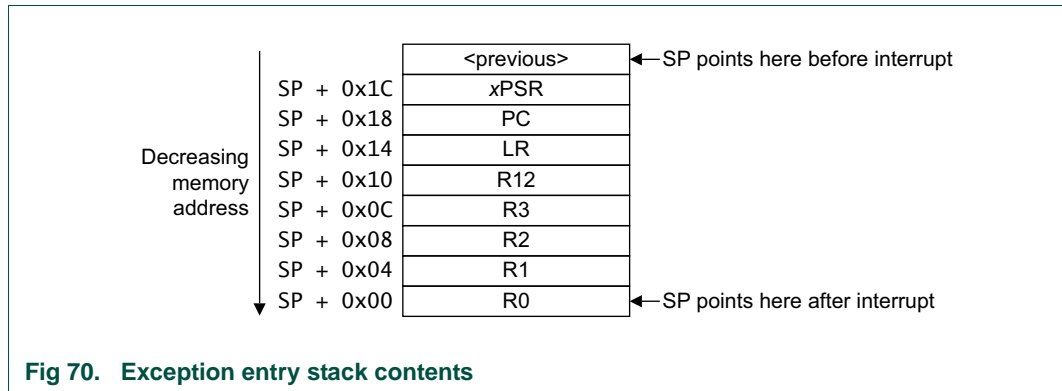 <previous> SP points here before interrupt
SP + 0x1C xPSR
SP + 0x18 PC
SP + 0x14 LR
Decreasing
memory
address
SP + 0x10 R12
SP + 0x0C R3
SP + 0x08 R2
SP + 0x04 R1
SP + 0x00 R0 SP points here after interrupt
Fig 70. Exception entry stack contents